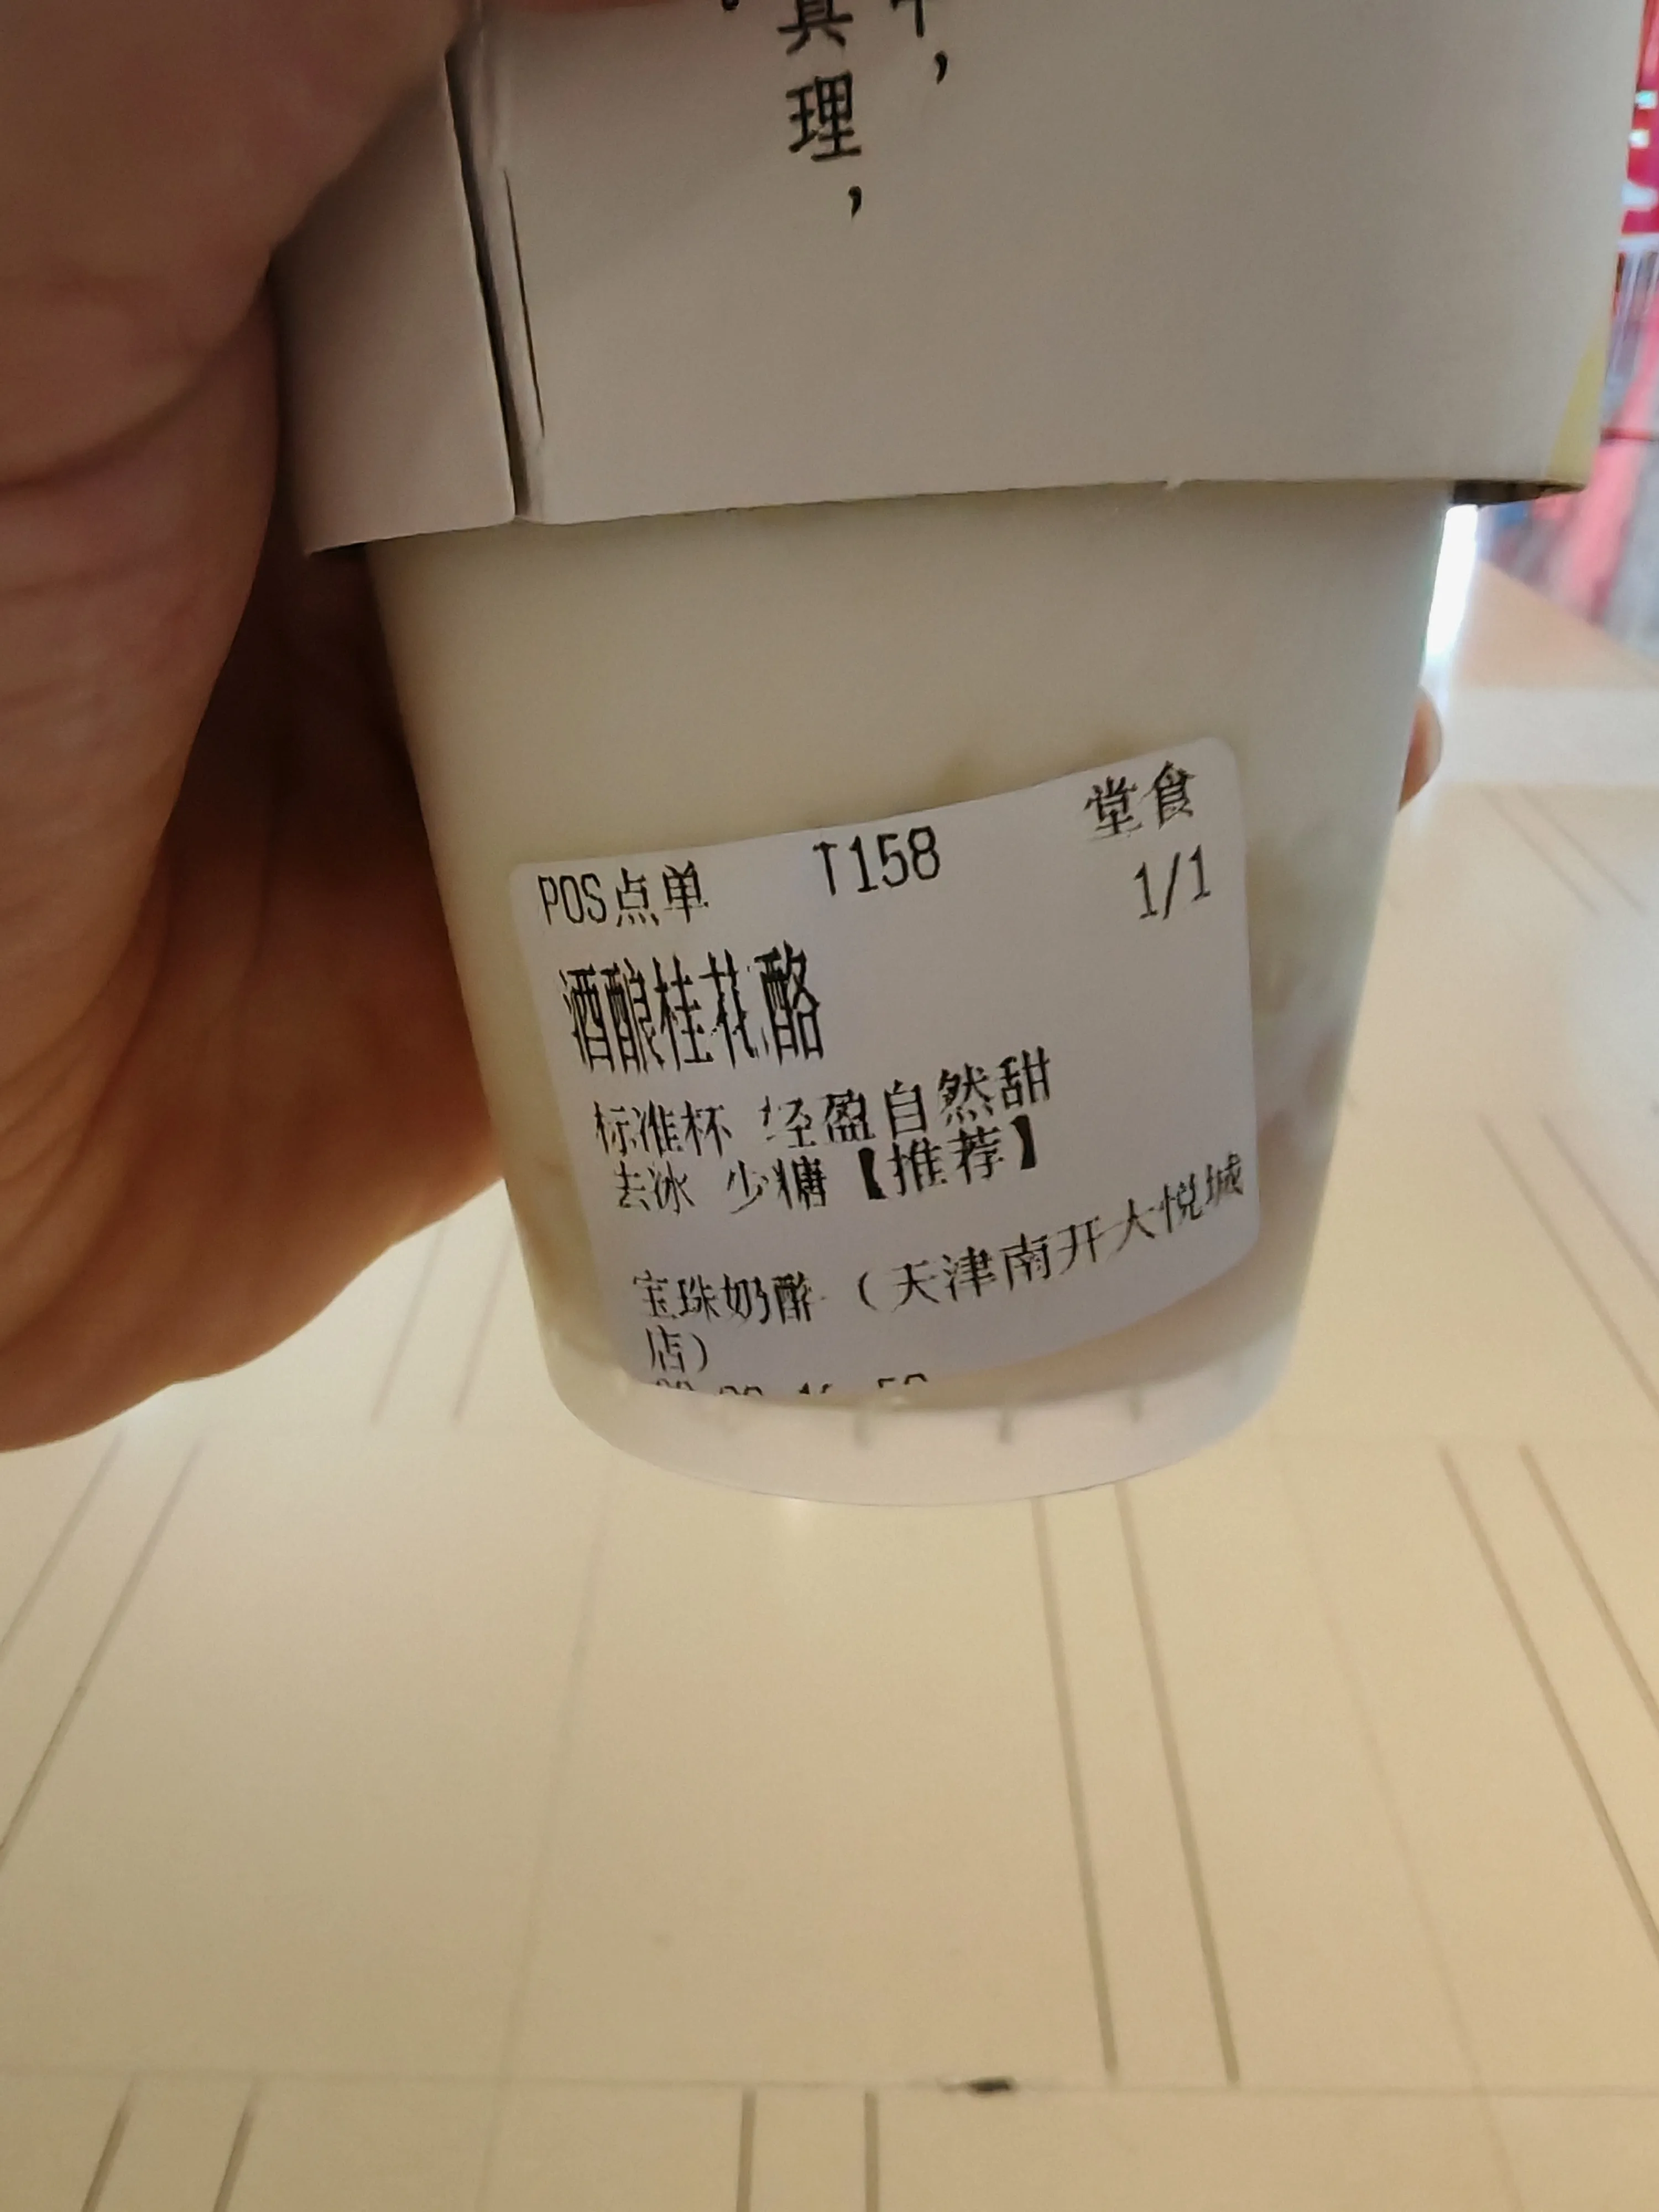 真理，
POS点单 T158 堂食
1/1
酒酿桂花酪
标准杯 轻盈自然甜
去冰 少糖【推荐】
宝珠奶酪（天津南开大悦城
店）